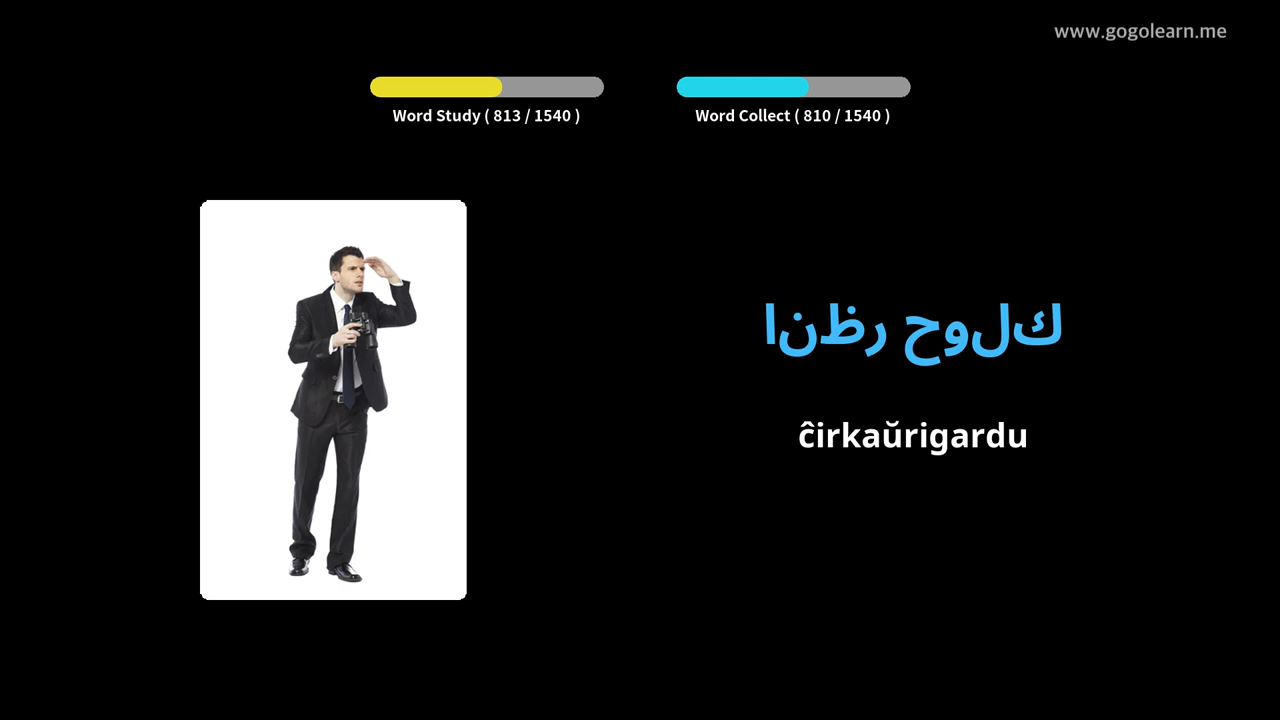 www.gogolearn.me
Word Study ( 813 / 1540 )
Word Collect ( 810 / 1540 )
انظر حولك
ĉirkaŭrigardu